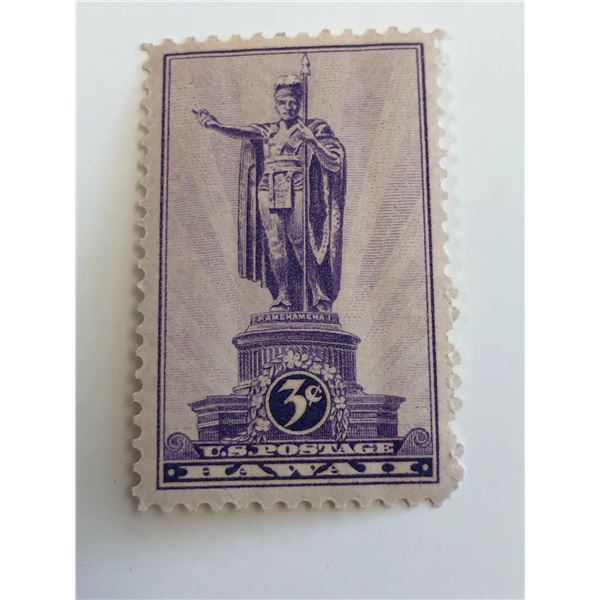 KAMEHAMEHA I
3¢
U.S. POSTAGE
HAWAII